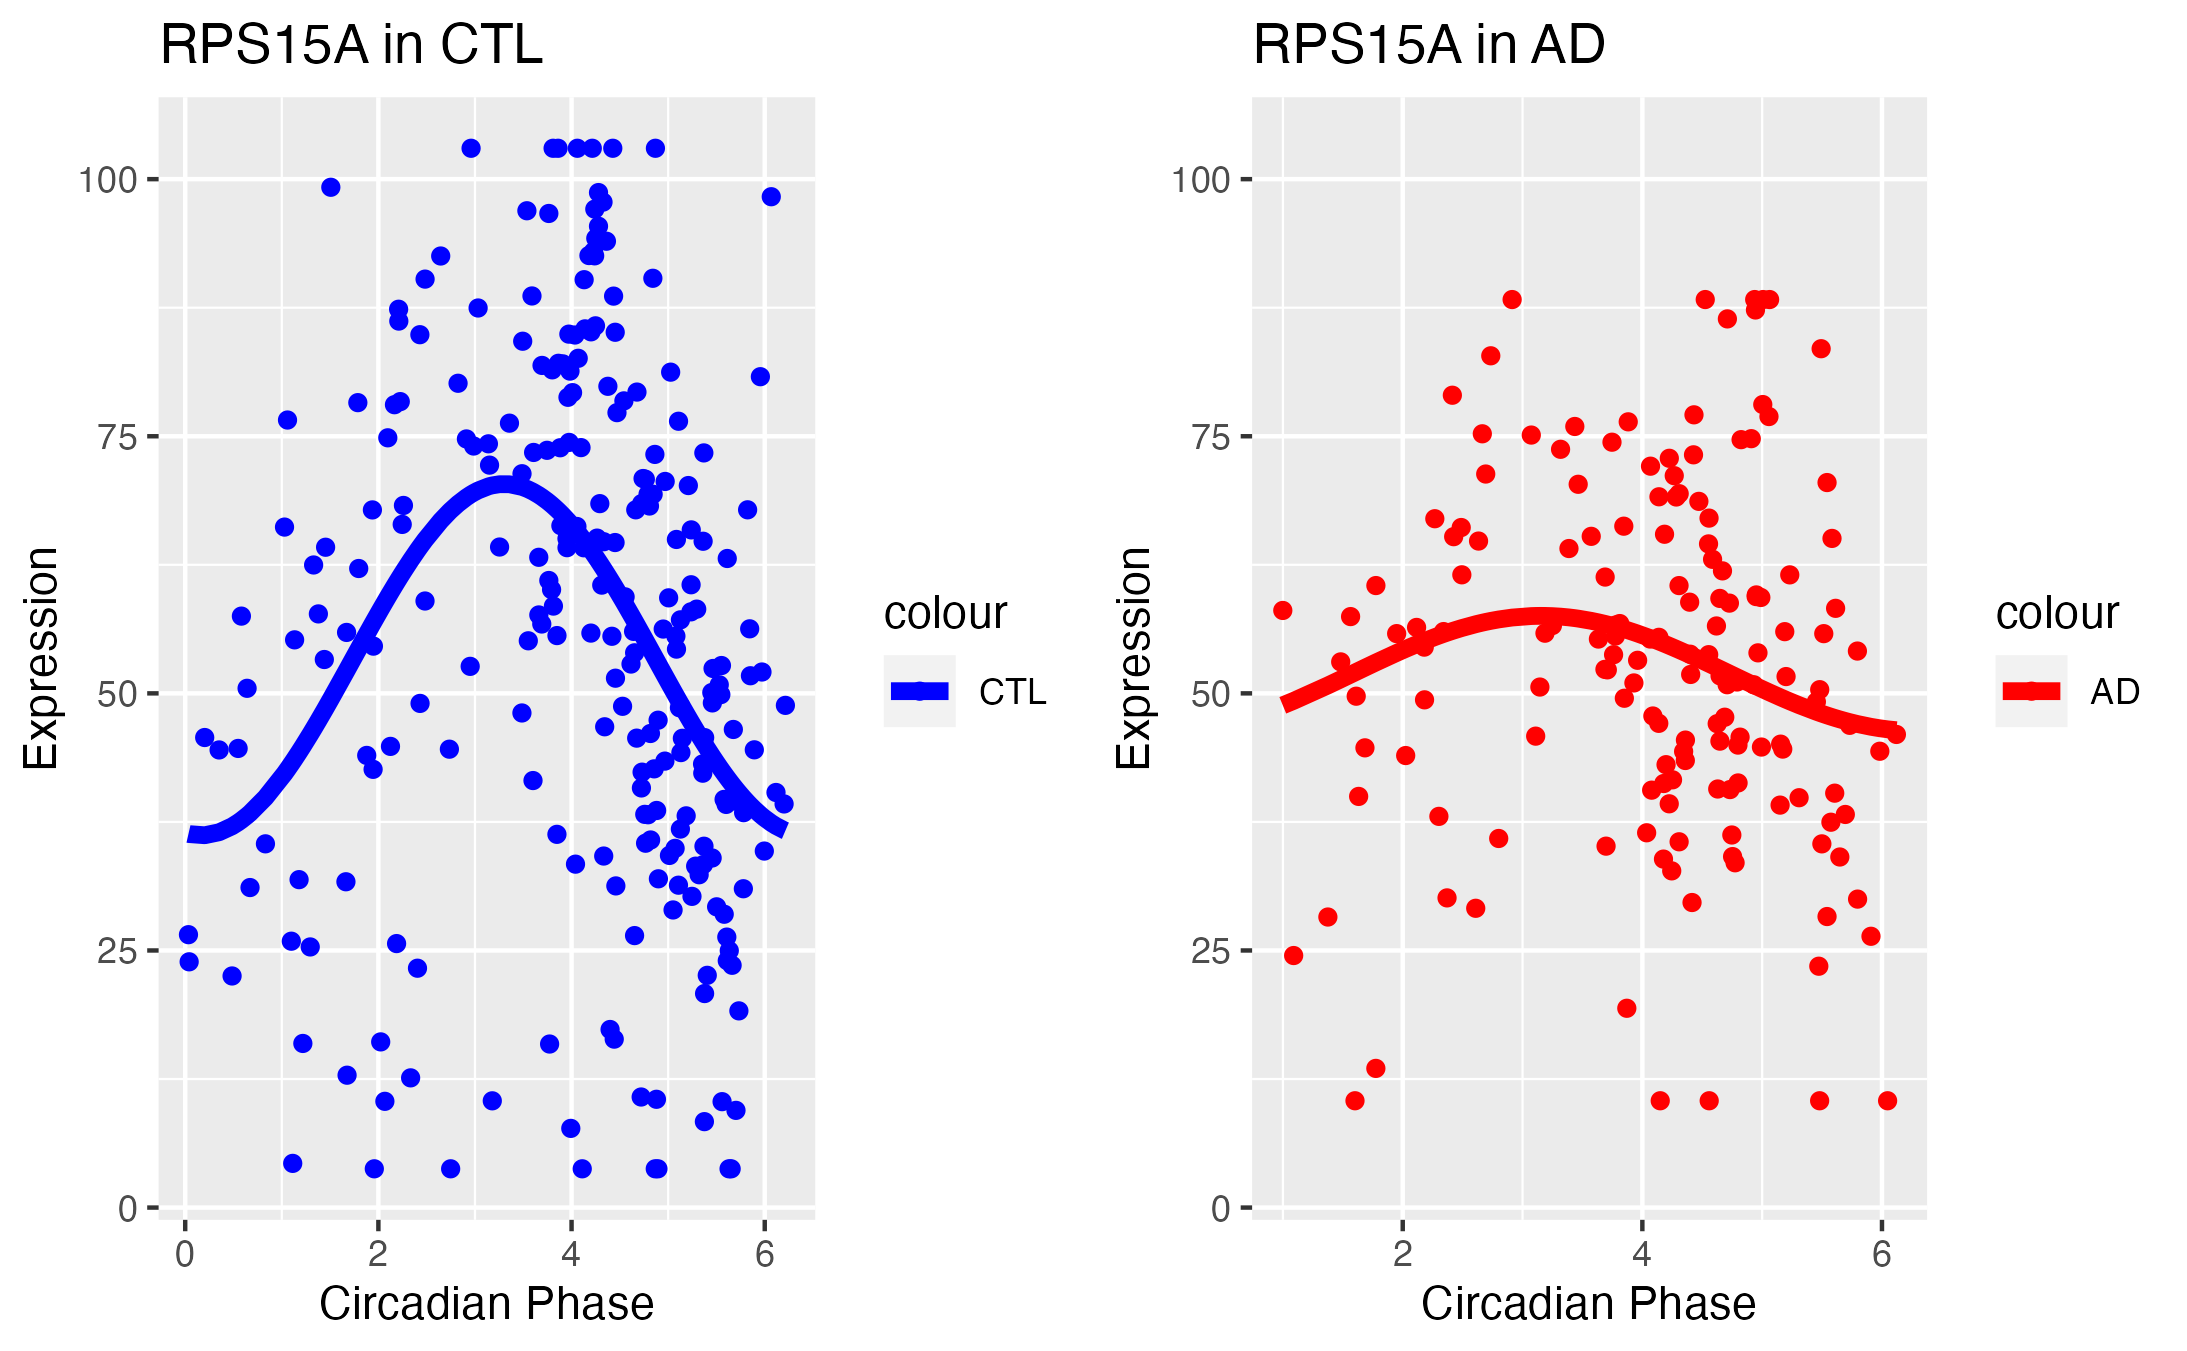 RPS15A in CTL
Expression
100
75
50
25
0
0 2 4 6
Circadian Phase
colour
CTL
RPS15A in AD
Expression
100
75
50
25
0
2 4 6
Circadian Phase
colour
AD